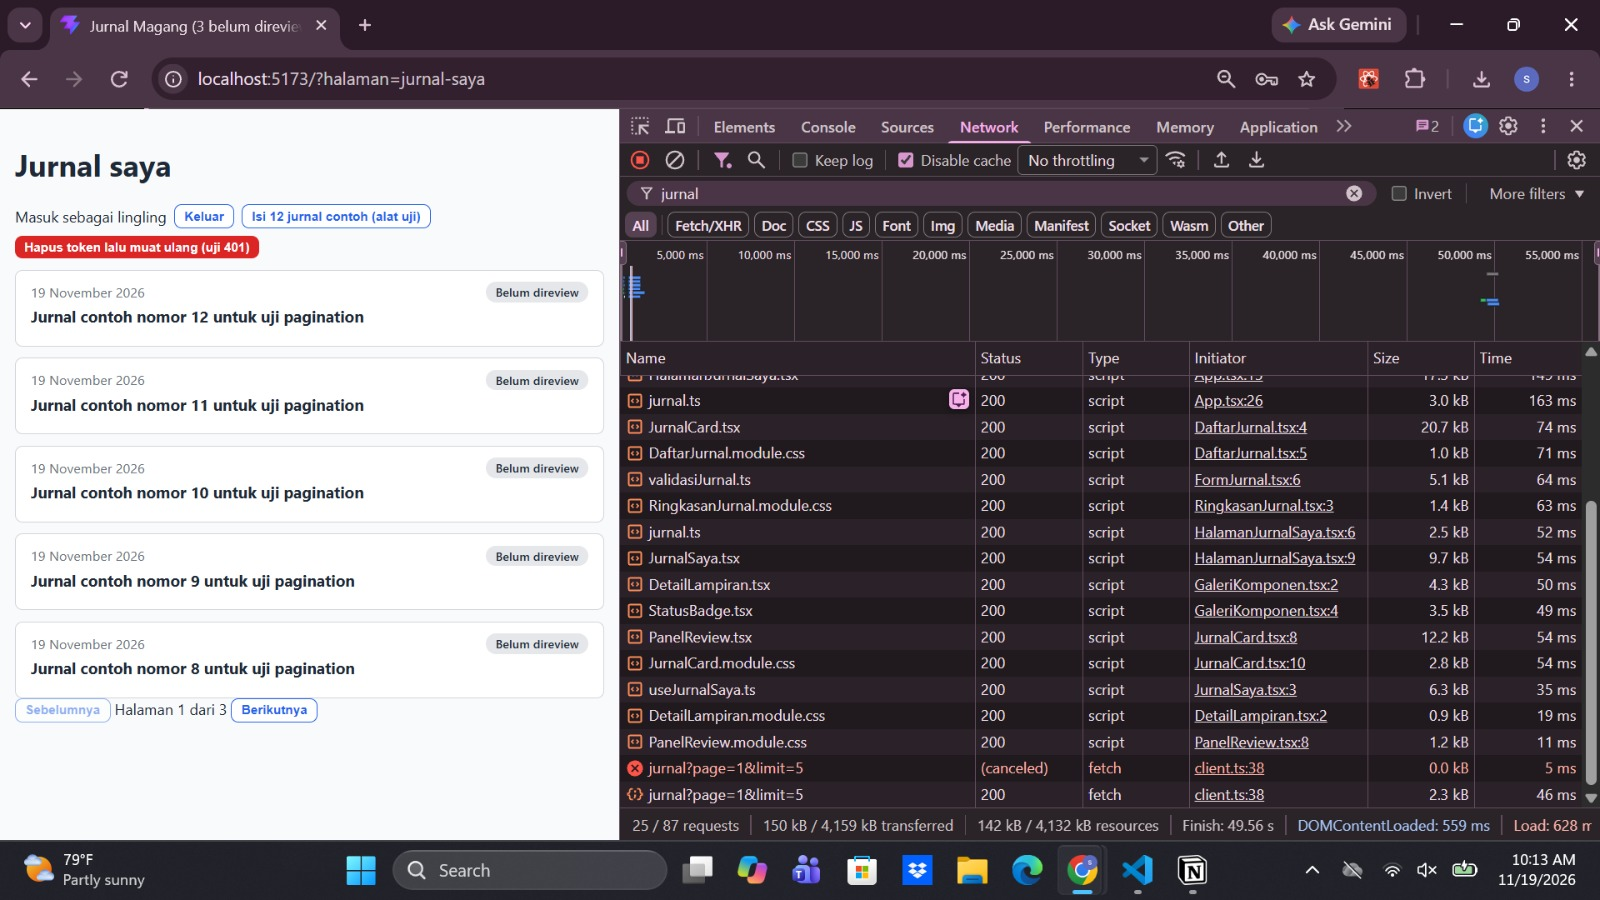 Jurnal Magang (3 belum direvie
Ask Gemini
localhost:5173/?halaman=jurnal-saya
S
Jurnal saya
Masuk sebagai lingling Keluar Isi 12 jurnal contoh (alat uji)
Hapus token lalu muat ulang (uji 401)
19 November 2026 Belum direview
Jurnal contoh nomor 12 untuk uji pagination
19 November 2026 Belum direview
Jurnal contoh nomor 11 untuk uji pagination
19 November 2026 Belum direview
Jurnal contoh nomor 10 untuk uji pagination
19 November 2026 Belum direview
Jurnal contoh nomor 9 untuk uji pagination
19 November 2026 Belum direview
Jurnal contoh nomor 8 untuk uji pagination
Sebelumnya Halaman 1 dari 3 Berikutnya
Elements Console Sources Network Performance Memory Application 2
Keep log Disable cache No throttling
jurnal Invert More filters
All Fetch/XHR Doc CSS JS Font Img Media Manifest Socket Wasm Other
5,000 ms 10,000 ms 15,000 ms 20,000 ms 25,000 ms 30,000 ms 35,000 ms 40,000 ms 45,000 ms 50,000 ms 55,000 ms
Name Status Type Initiator Size Time
HalamanJurnalSaya.tsx 200 script App.tsx:15 ms
jurnal.ts 200 script App.tsx:26 3.0 kB 163 ms
JurnalCard.tsx 200 script DaftarJurnal.tsx:4 20.7 kB 74 ms
DaftarJurnal.module.css 200 script DaftarJurnal.tsx:5 1.0 kB 71 ms
validasiJurnal.ts 200 script FormJurnal.tsx:6 5.1 kB 64 ms
RingkasanJurnal.module.css 200 script RingkasanJurnal.tsx:3 1.4 kB 63 ms
jurnal.ts 200 script HalamanJurnalSaya.tsx:6 2.5 kB 52 ms
JurnalSaya.tsx 200 script HalamanJurnalSaya.tsx:9 9.7 kB 54 ms
DetailLampiran.tsx 200 script GaleriKomponen.tsx:2 4.3 kB 50 ms
StatusBadge.tsx 200 script GaleriKomponen.tsx:4 3.5 kB 49 ms
PanelReview.tsx 200 script JurnalCard.tsx:8 12.2 kB 54 ms
JurnalCard.module.css 200 script JurnalCard.tsx:10 2.8 kB 54 ms
useJurnalSaya.ts 200 script JurnalSaya.tsx:3 6.3 kB 35 ms
DetailLampiran.module.css 200 script DetailLampiran.tsx:2 0.9 kB 19 ms
PanelReview.module.css 200 script PanelReview.tsx:8 1.2 kB 11 ms
jurnal?page=1&limit=5 (canceled) fetch client.ts:38 0.0 kB 5 ms
jurnal?page=1&limit=5 200 fetch client.ts:38 2.3 kB 46 ms
25 / 87 requests 150 kB / 4,159 kB transferred 142 kB / 4,132 kB resources Finish: 49.56 s DOMContentLoaded: 559 ms Load: 628 m
79°F
Partly sunny
Search
10:13 AM
11/19/2026